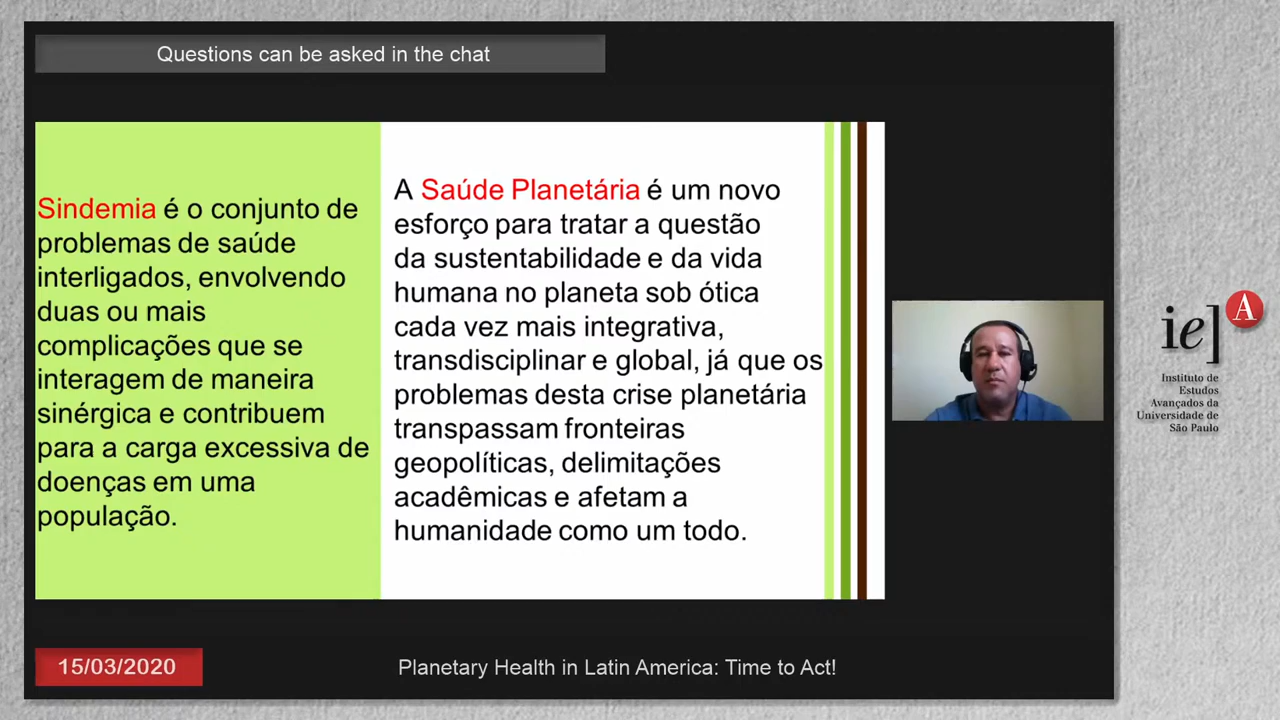 Questions can be asked in the chat
Sindemia é o conjunto de
problemas de saúde
interligados, envolvendo
duas ou mais
complicações que se
interagem de maneira
sinérgica e contribuem
para a carga excessiva de
doenças em uma
população.
A Saúde Planetária é um novo
esforço para tratar a questão
da sustentabilidade e da vida
humana no planeta sob ótica
cada vez mais integrativa,
transdisciplinar e global, já que os
problemas desta crise planetária
transpassam fronteiras
geopolíticas, delimitações
acadêmicas e afetam a
humanidade como um todo.
ie] A
Instituto de
Estudos
Avançados da
Universidade de
São Paulo
15/03/2020
Planetary Health in Latin America: Time to Act!